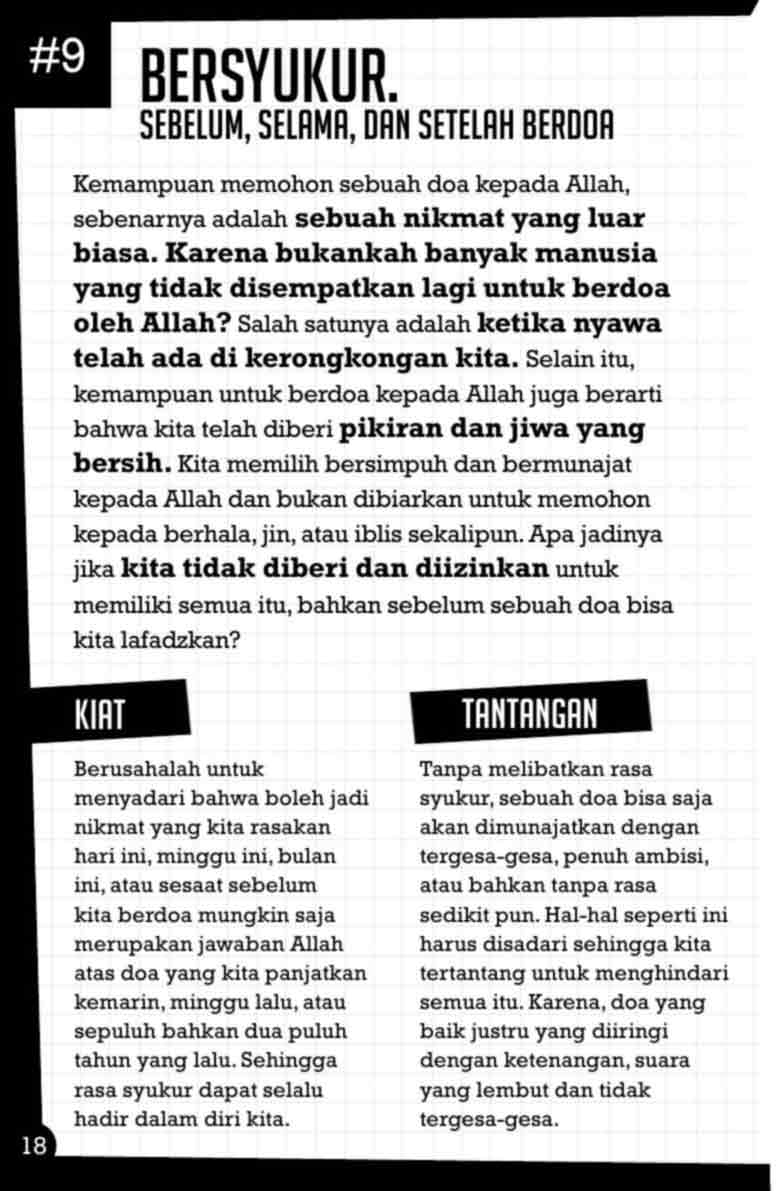 #9
BERSYUKUR.
SEBELUM, SELAMA, DAN SETELAH BERDOA
Kemampuan memohon sebuah doa kepada Allah,
sebenarnya adalah sebuah nikmat yang luar
biasa. Karena bukankah banyak manusia
yang tidak disempatkan lagi untuk berdoa
oleh Allah? Salah satunya adalah ketika nyawa
telah ada di kerongkongan kita. Selain itu,
kemampuan untuk berdoa kepada Allah juga berarti
bahwa kita telah diberi pikiran dan jiwa yang
bersih. Kita memilih bersimpuh dan bermunajat
kepada Allah dan bukan dibiarkan untuk memohon
kepada berhala, jin, atau iblis sekalipun. Apa jadinya
jika kita tidak diberi dan diizinkan untuk
memiliki semua itu, bahkan sebelum sebuah doa bisa
kita lafadzkan?
KIAT
Berusahalah untuk
menyadari bahwa boleh jadi
nikmat yang kita rasakan
hari ini, minggu ini, bulan
ini, atau sesaat sebelum
kita berdoa mungkin saja
merupakan jawaban Allah
atas doa yang kita panjatkan
kemarin, minggu lalu, atau
sepuluh bahkan dua puluh
tahun yang lalu. Sehingga
rasa syukur dapat selalu
hadir dalam diri kita.
TANTANGAN
Tanpa melibatkan rasa
syukur, sebuah doa bisa saja
akan dimunajatkan dengan
tergesa-gesa, penuh ambisi,
atau bahkan tanpa rasa
sedikit pun. Hal-hal seperti ini
harus disadari sehingga kita
tertantang untuk menghindari
semua itu. Karena, doa yang
baik justru yang diiringi
dengan ketenangan, suara
yang lembut dan tidak
tergesa-gesa.
18